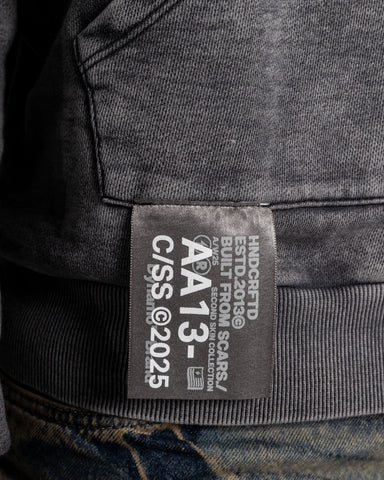 HNDCRFTD
ESTD.2013©
BUILT FROM SCARS./
SECOND SKIN COLLECTION
A/W25
AA13-
C/SS ©2025